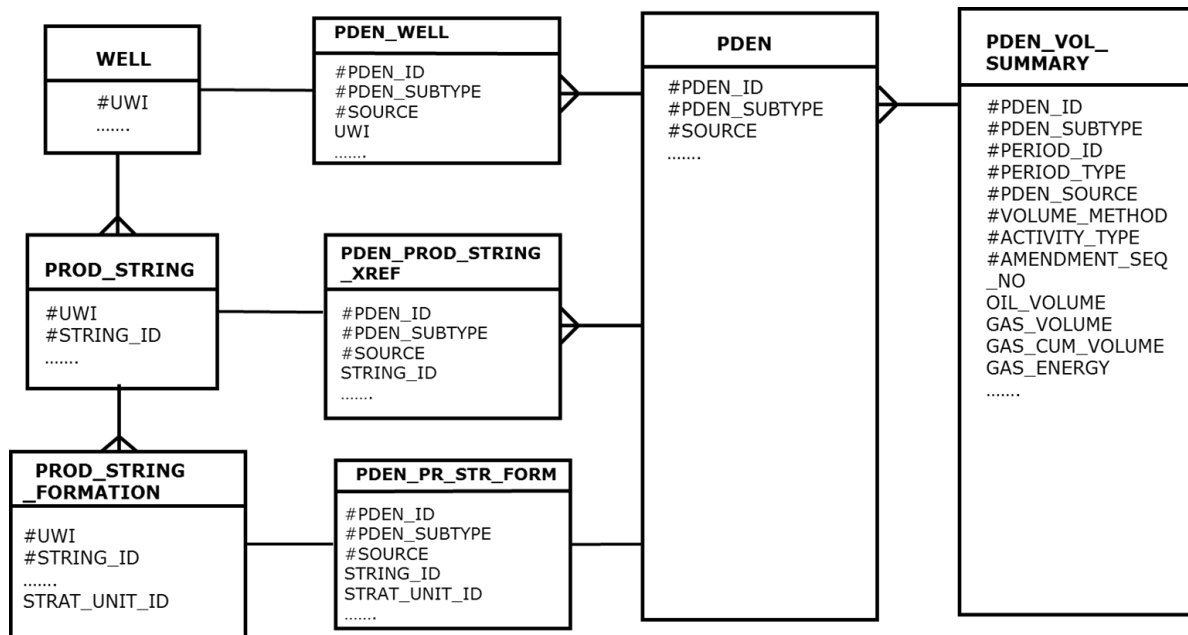 WELL
#UWI
…….
PDEN_WELL
#PDEN_ID
#PDEN_SUBTYPE
#SOURCE
UWI
…….
PDEN
#PDEN_ID
#PDEN_SUBTYPE
#SOURCE
…….
PDEN_VOL_
SUMMARY
#PDEN_ID
#PDEN_SUBTYPE
#PERIOD_ID
#PERIOD_TYPE
#PDEN_SOURCE
#VOLUME_METHOD
#ACTIVITY_TYPE
#AMENDMENT_SEQ
_NO
OIL_VOLUME
GAS_VOLUME
GAS_CUM_VOLUME
GAS_ENERGY
…….
PROD_STRING
#UWI
#STRING_ID
…….
PDEN_PROD_STRING
_XREF
#PDEN_ID
#PDEN_SUBTYPE
#SOURCE
STRING_ID
…….
PROD_STRING
_FORMATION
#UWI
#STRING_ID
…….
STRAT_UNIT_ID
PDEN_PR_STR_FORM
#PDEN_ID
#PDEN_SUBTYPE
#SOURCE
STRING_ID
STRAT_UNIT_ID
…….